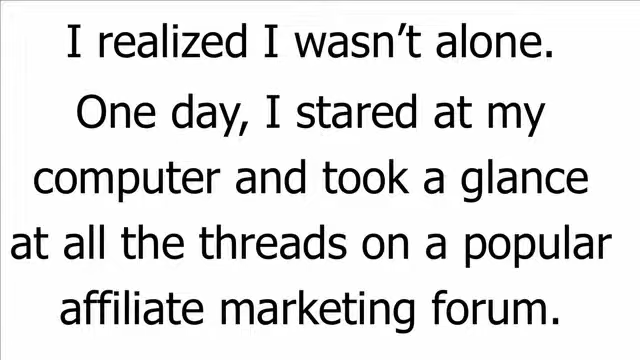 I realized I wasn’t alone.
One day, I stared at my
computer and took a glance
at all the threads on a popular
affiliate marketing forum.